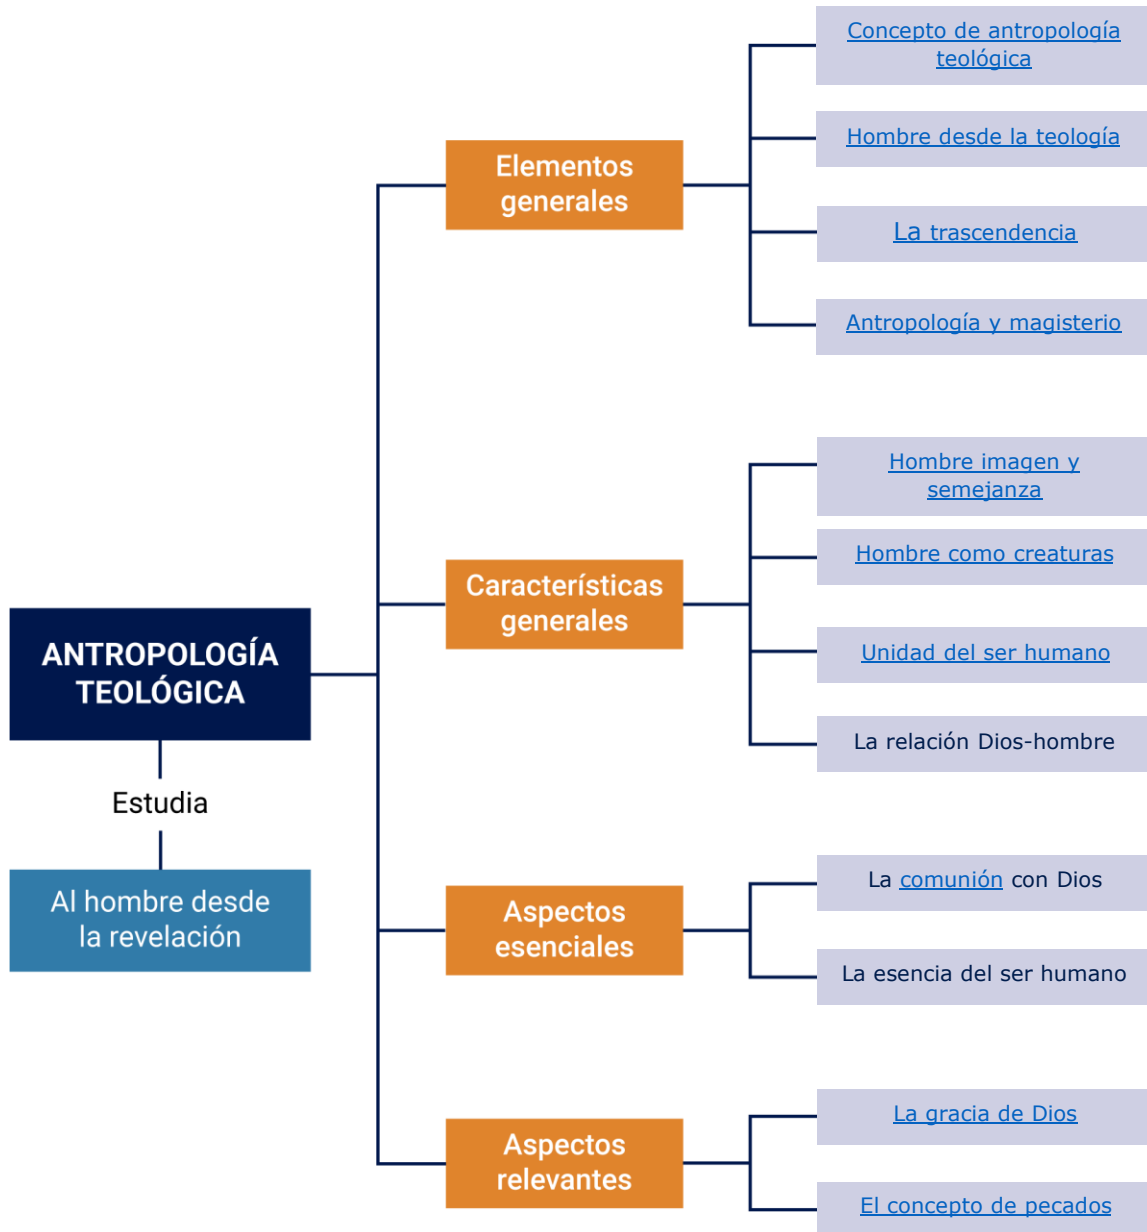 ANTROPOLOGÍA
TEOLÓGICA
Estudia
Al hombre desde
la revelación
Elementos
generales
Concepto de antropología
teológica
Hombre desde la teología
La trascendencia
Antropología y magisterio
Características
generales
Hombre imagen y
semejanza
Hombre como creaturas
Unidad del ser humano
La relación Dios-hombre
Aspectos
esenciales
La comunión con Dios
La esencia del ser humano
Aspectos
relevantes
La gracia de Dios
El concepto de pecados